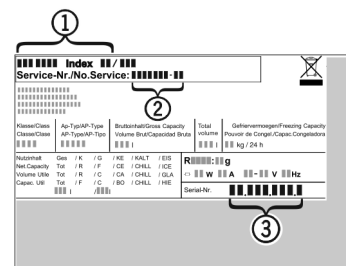 1
Index /
Service-Nr./No.Service: -
2
Klasse/Class
Classe/Classe
Ap-Typ/AP-Type
AP-Type/AP-Tipo
Bruttoinhalt/Gross Capacity
Volume Brut/Capacidad Bruta
l
Total
volume
l
Gefriervermoegen/Freezing Capacity
Pouvoir de Congel./Capac.Congeladora
kg / 24 h
Nutzinhalt Ges / K / G / KE / KALT / EIS
Net.Capacity Tot / R / F / CE / CHILL / ICE
Volume Utile Tot / R / C / CA / CHILL / GLA
Capac. Util Tot / F / C / BO / CHILL / HIE
l / l
R : g
W A - V Hz
Serial-Nr. . . .
3